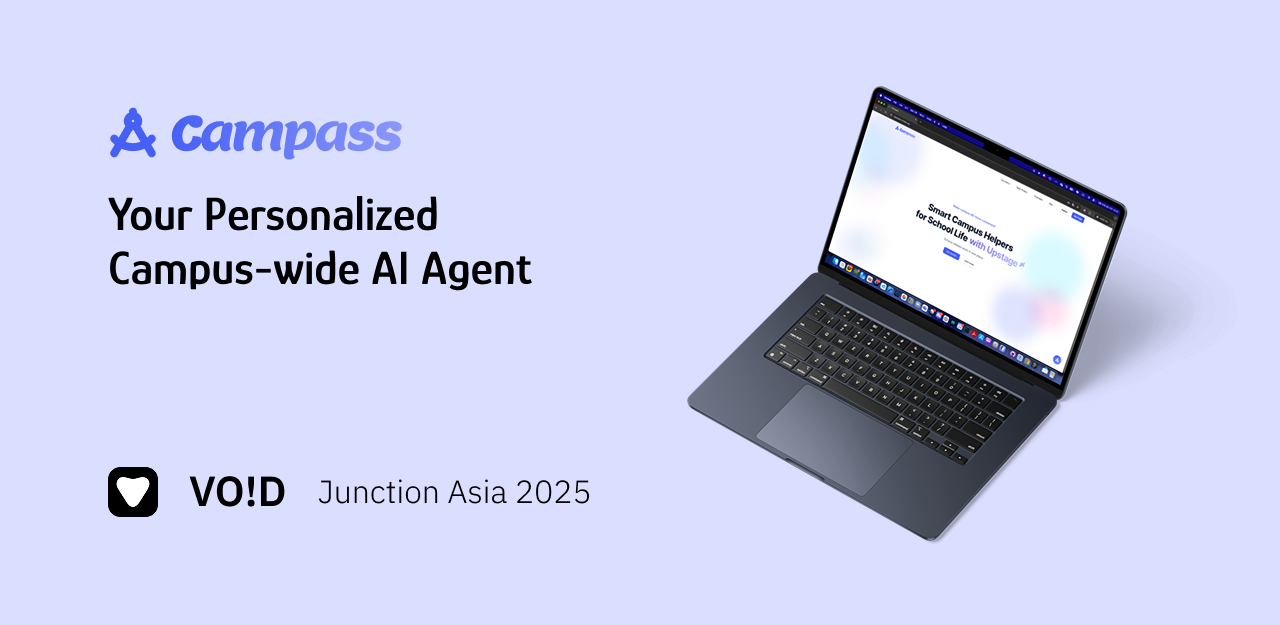 Campass
Your Personalized
Campus-wide AI Agent
VO!D
Junction Asia 2025
Smart Campus Helpers
for School Life with Upstage